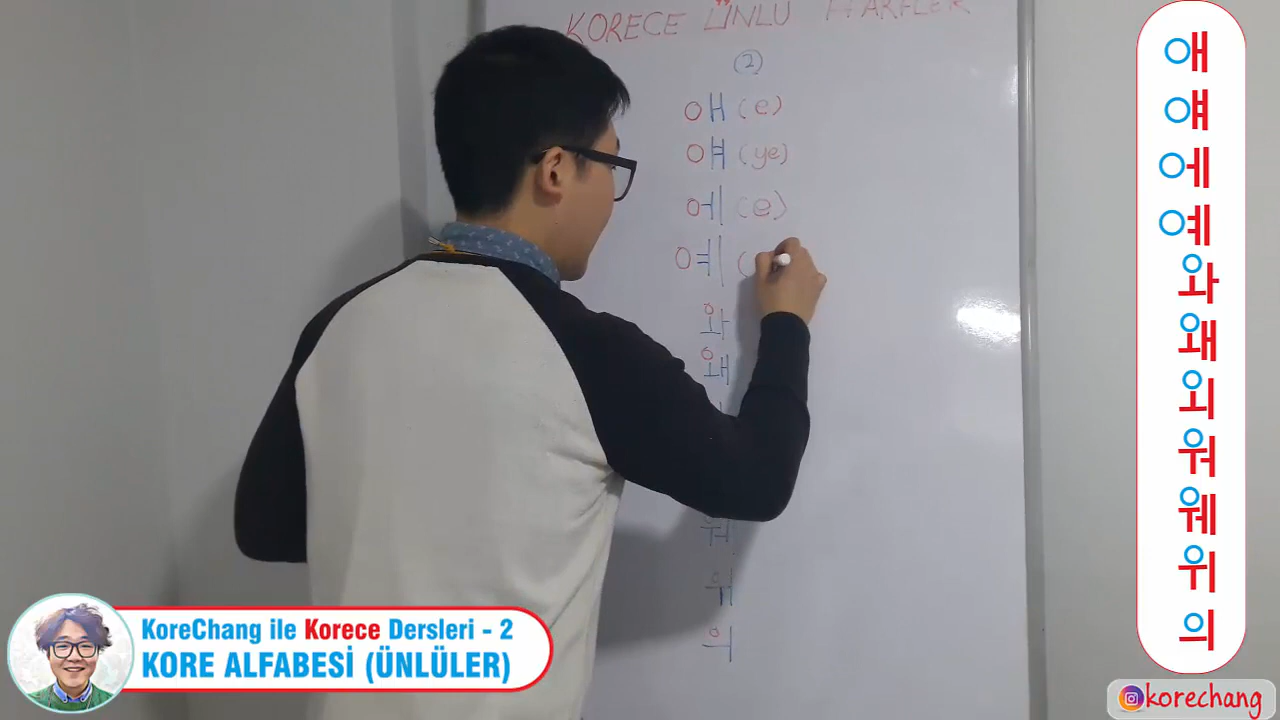 KORECE ÜNLÜ HARFLER
(2)
애 (e)
얘 (ye)
에 (e)
예 (
와
왜
워
위
의
애
얘
에
예
와
왜
외
워
웨
위
의
KoreChang ile Korece Dersleri - 2
KORE ALFABESİ (ÜNLÜLER)
@korechang